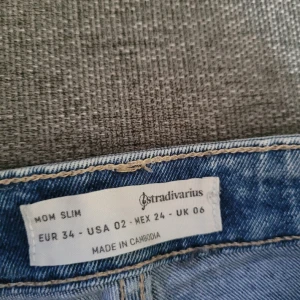 stradivarius
MOM SLIM
EUR 34 - USA 02 - MEX 24 - UK 06
MADE IN CAMBODIA